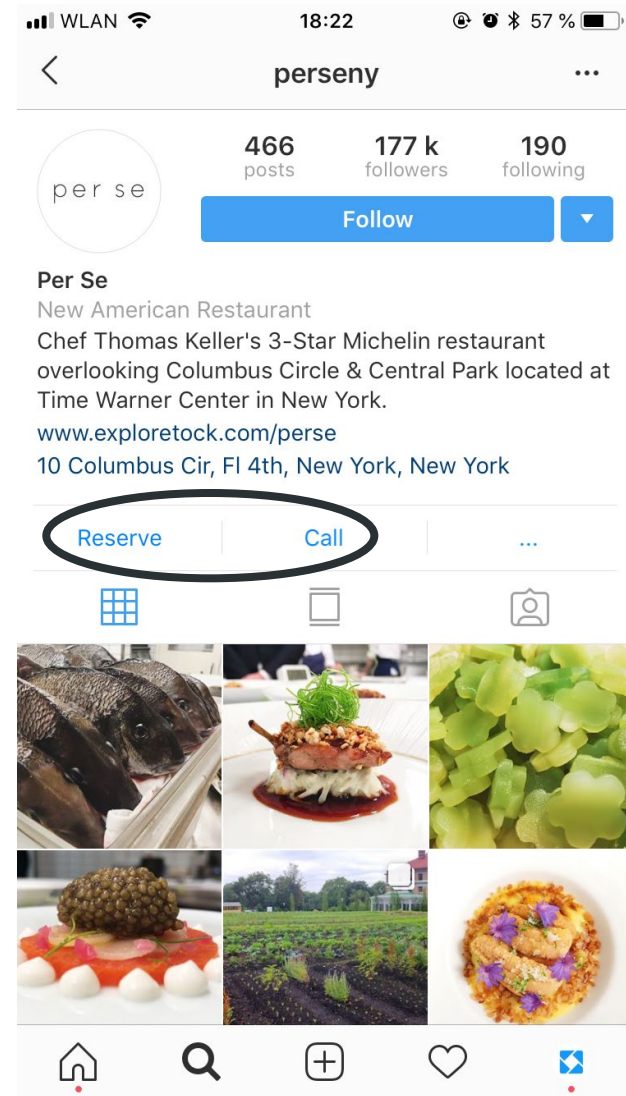 WLAN 18:22 57 %
perseny
...
466 177 k 190
posts followers following
per se
Follow
Per Se
New American Restaurant
Chef Thomas Keller's 3-Star Michelin restaurant
overlooking Columbus Circle & Central Park located at
Time Warner Center in New York.
www.exploretock.com/perse
10 Columbus Cir, Fl 4th, New York, New York
Reserve Call ...